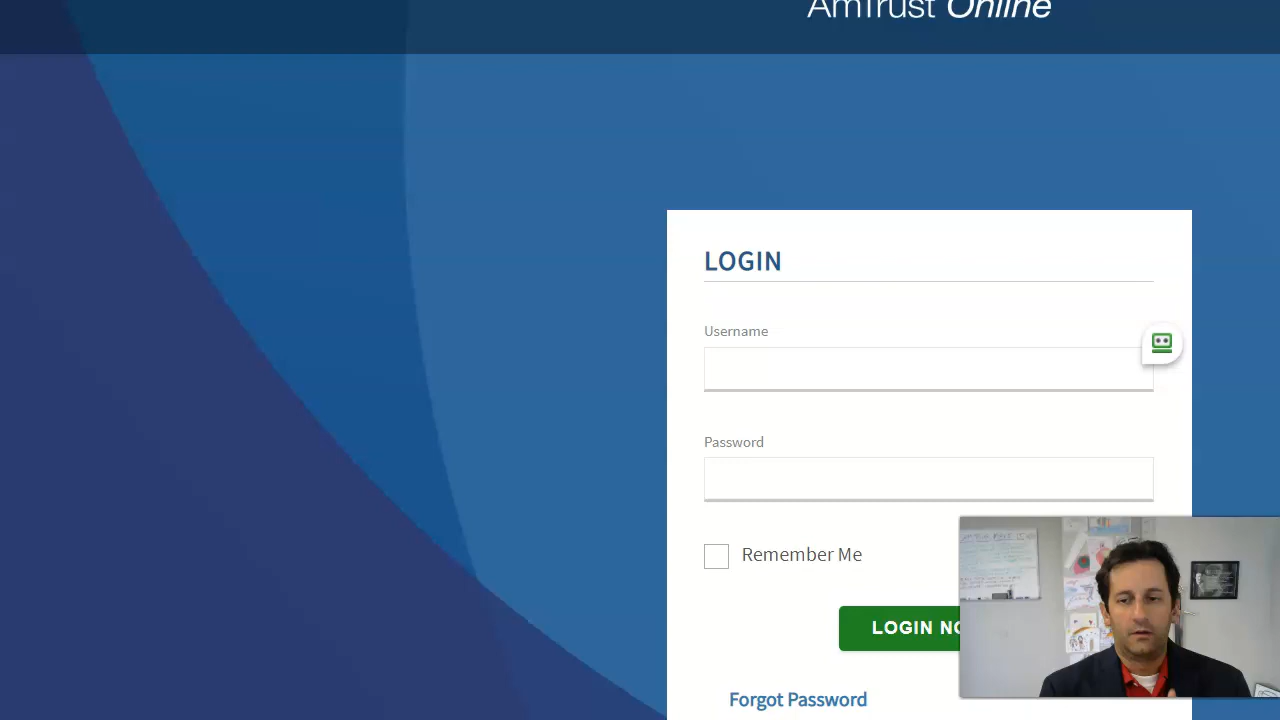 AmTrust Online
LOGIN
Username
Password
Remember Me
LOGIN NO
Forgot Password